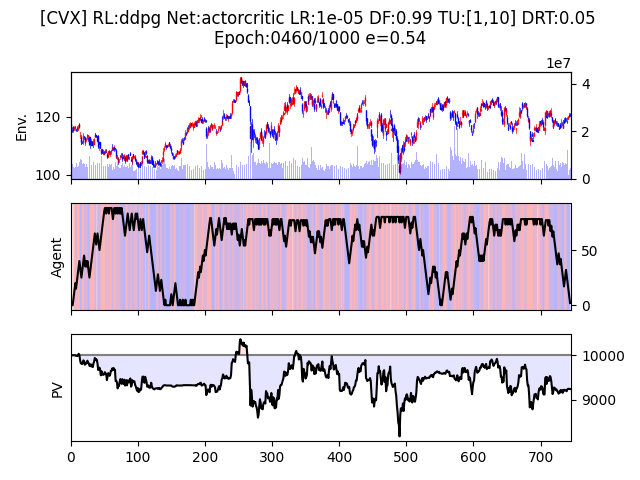 [CVX] RL:ddpg Net:actorcritic LR:1e-05 DF:0.99 TU:[1,10] DRT:0.05
Epoch:0460/1000 e=0.54
1e7
Env.
120
100
4
2
0
Agent
50
0
PV
10000
9000
0 100 200 300 400 500 600 700